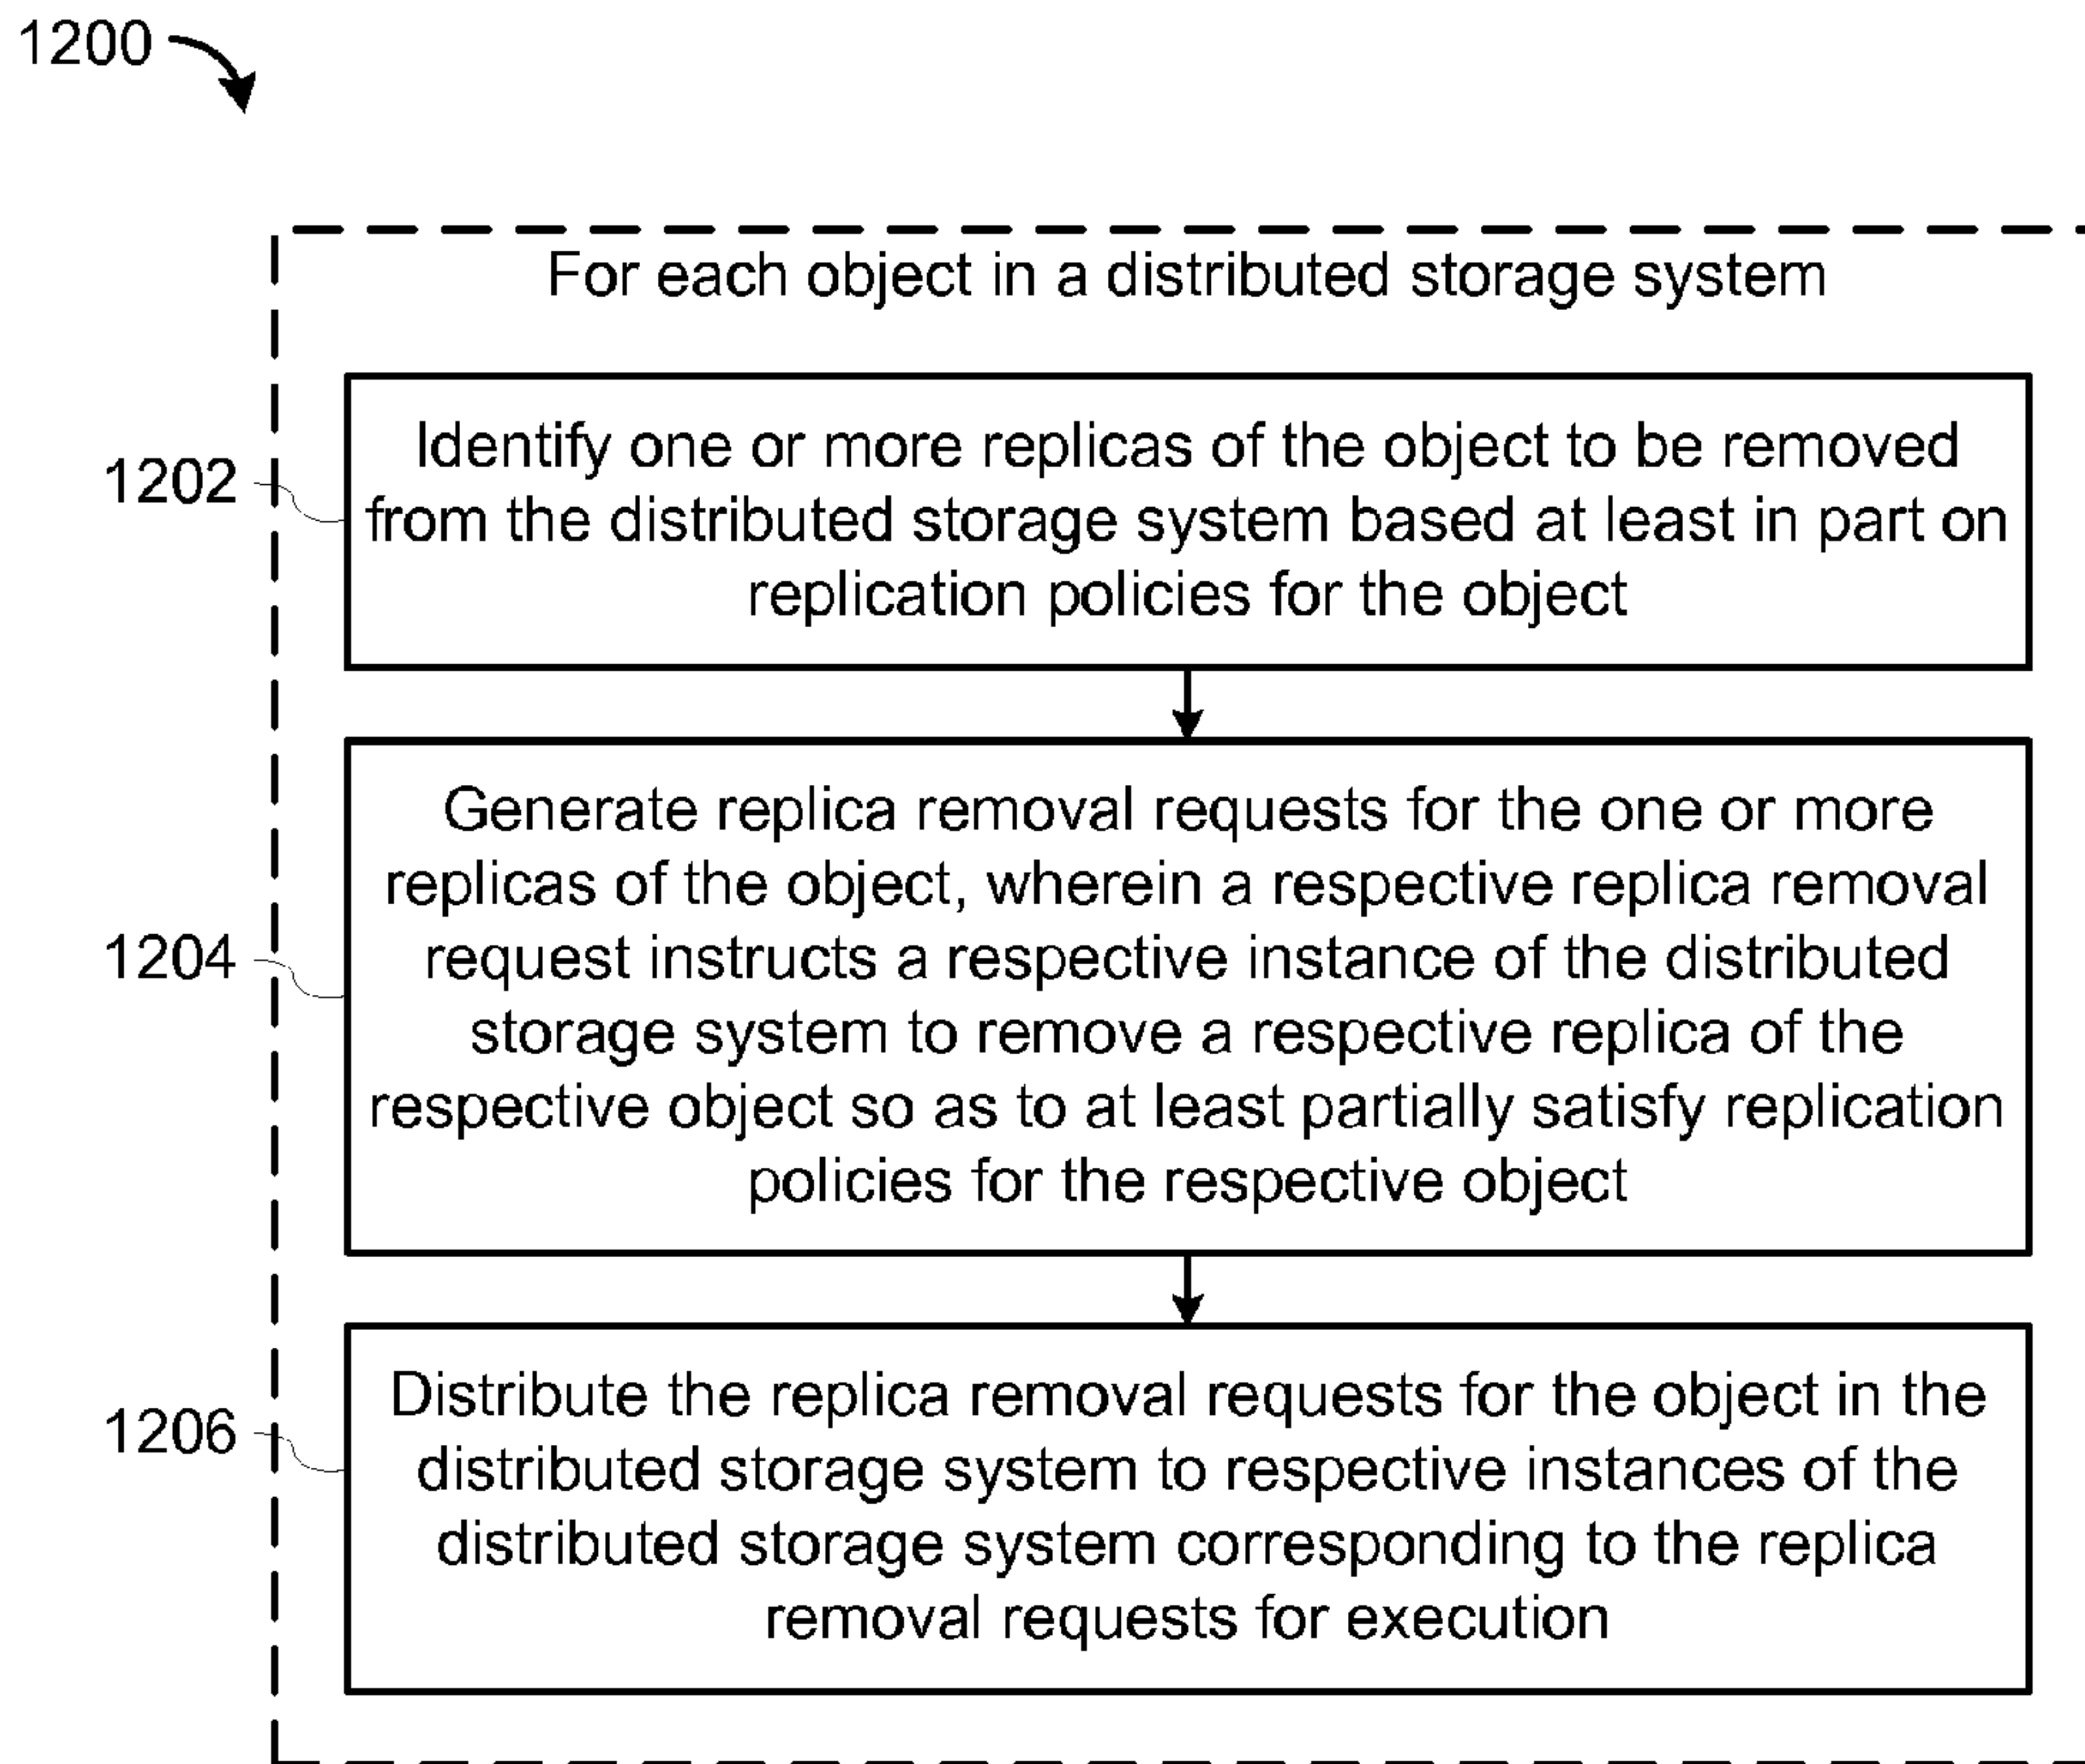 1200
For each object in a distributed storage system
1202
Identify one or more replicas of the object to be removed
from the distributed storage system based at least in part on
replication policies for the object
1204
Generate replica removal requests for the one or more
replicas of the object, wherein a respective replica removal
request instructs a respective instance of the distributed
storage system to remove a respective replica of the
respective object so as to at least partially satisfy replication
policies for the respective object
1206
Distribute the replica removal requests for the object in the
distributed storage system to respective instances of the
distributed storage system corresponding to the replica
removal requests for execution